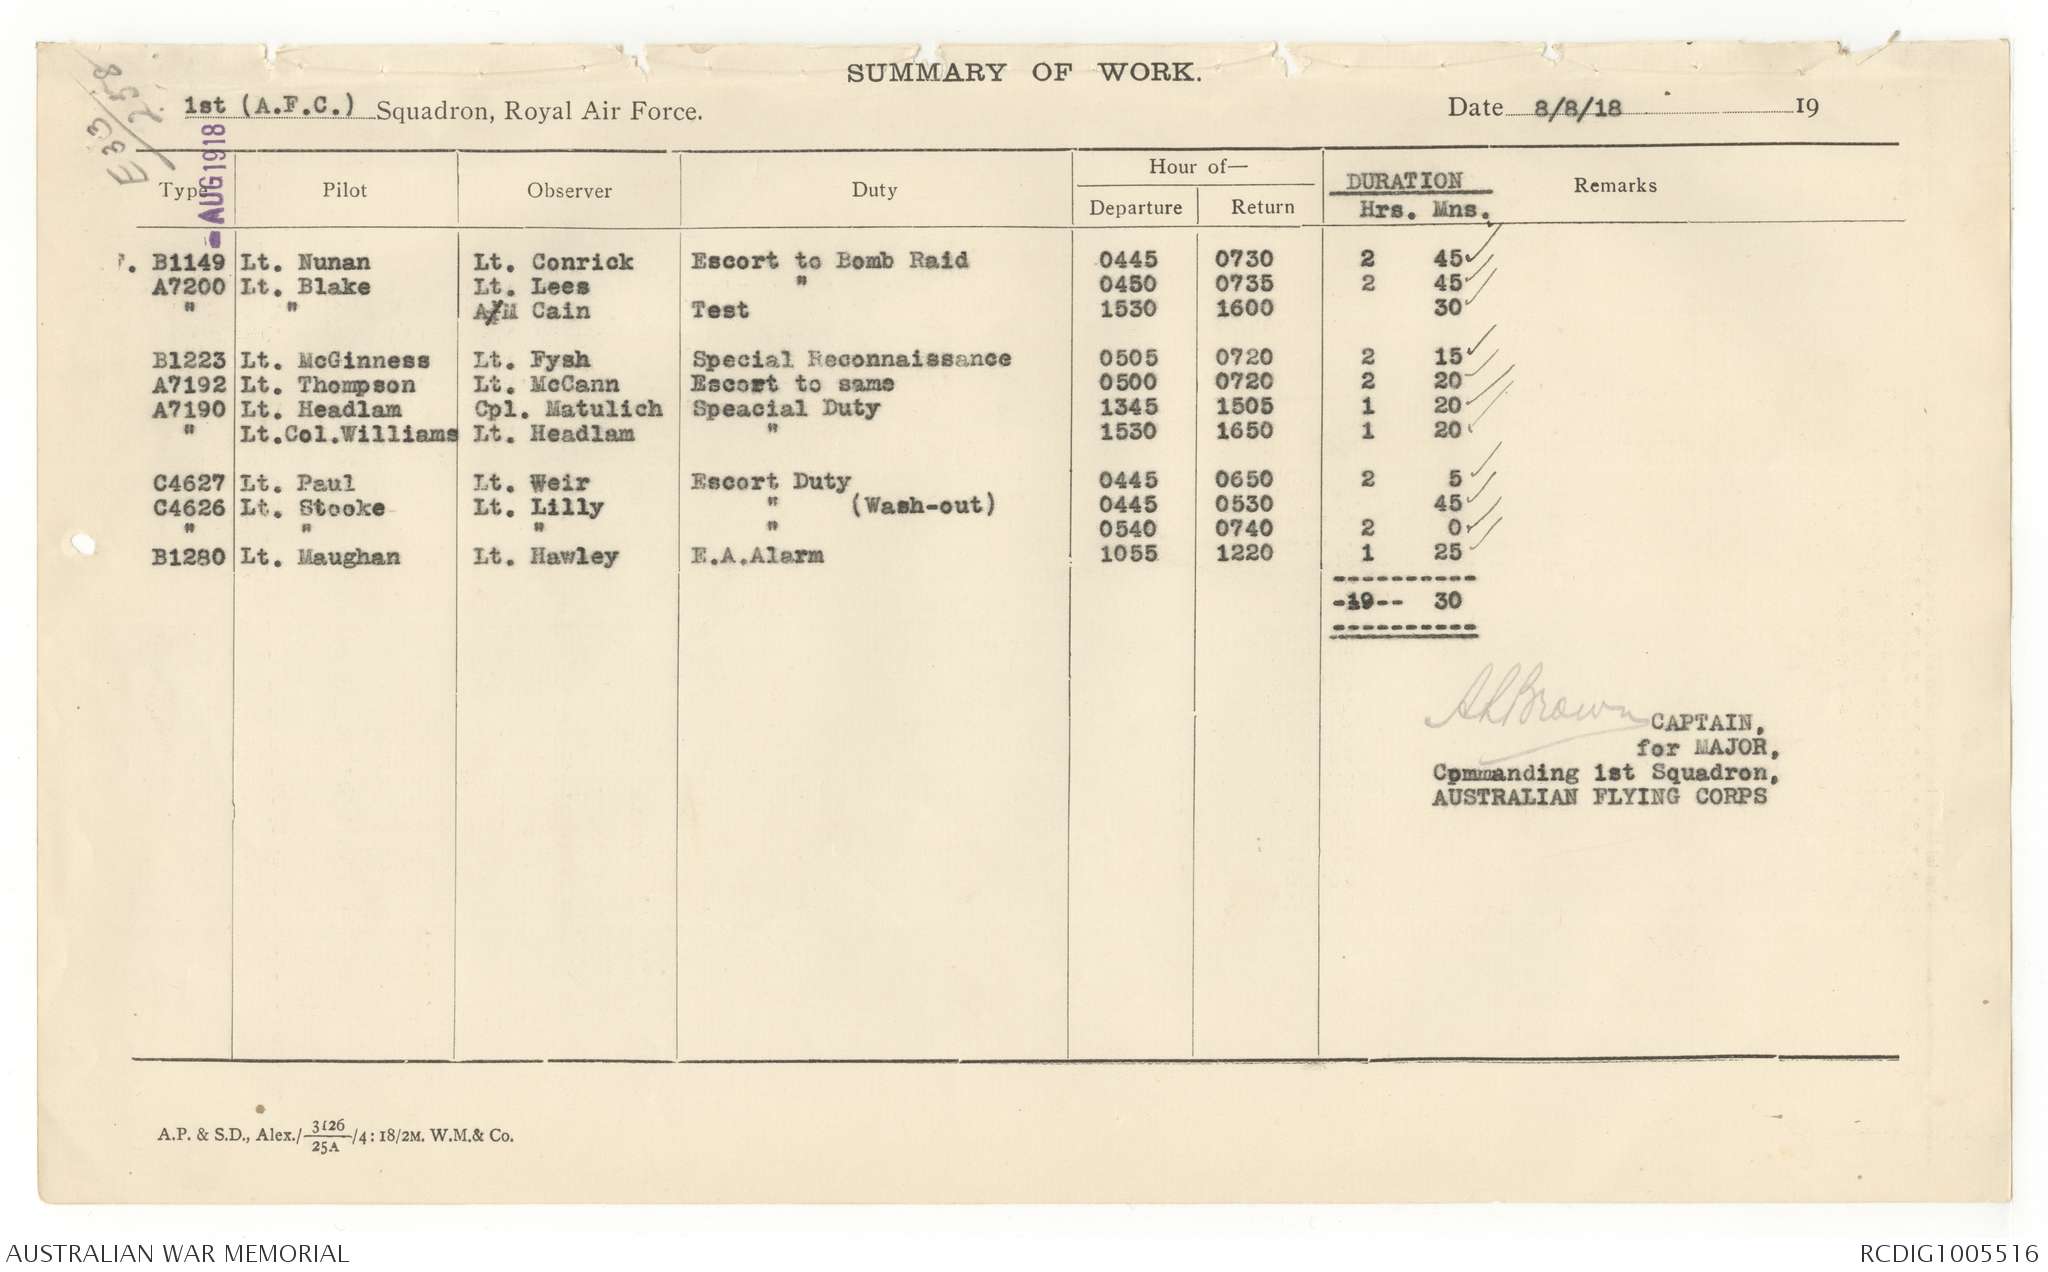 SUMMARY OF WORK.
E33/258
1st (A.F.C.) Squadron, Royal Air Force. Date 8/8/18 19
- AUG 1918
Type Pilot Observer Duty Hour of— DURATION Remarks
Departure Return Hrs. Mns.
B1149 Lt. Nunan Lt. Conrick Escort to Bomb Raid 0445 0730 2 45
A7200 Lt. Blake Lt. Lees " 0450 0735 2 45
" " A/M Cain Test 1530 1600 30
B1223 Lt. McGinness Lt. Fysh Special Reconnaissance 0505 0720 2 15
A7192 Lt. Thompson Lt. McCann Escort to same 0500 0720 2 20
A7190 Lt. Headlam Cpl. Matulich Speacial Duty 1345 1505 1 20
" Lt.Col.Williams Lt. Headlam " 1530 1650 1 20
C4627 Lt. Paul Lt. Weir Escort Duty 0445 0650 2 5
C4626 Lt. Stooke Lt. Lilly " (Wash-out) 0445 0530 45
" " " " 0540 0740 2 0
B1280 Lt. Maughan Lt. Hawley E.A.Alarm 1055 1220 1 25
----------
-19-- 30
----------
A L Brown CAPTAIN,
for MAJOR,
Commanding 1st Squadron,
AUSTRALIAN FLYING CORPS
A.P. & S.D., Alex./3126/25A/4:18/2M. W.M.& Co.
AUSTRALIAN WAR MEMORIAL RCDIG1005516